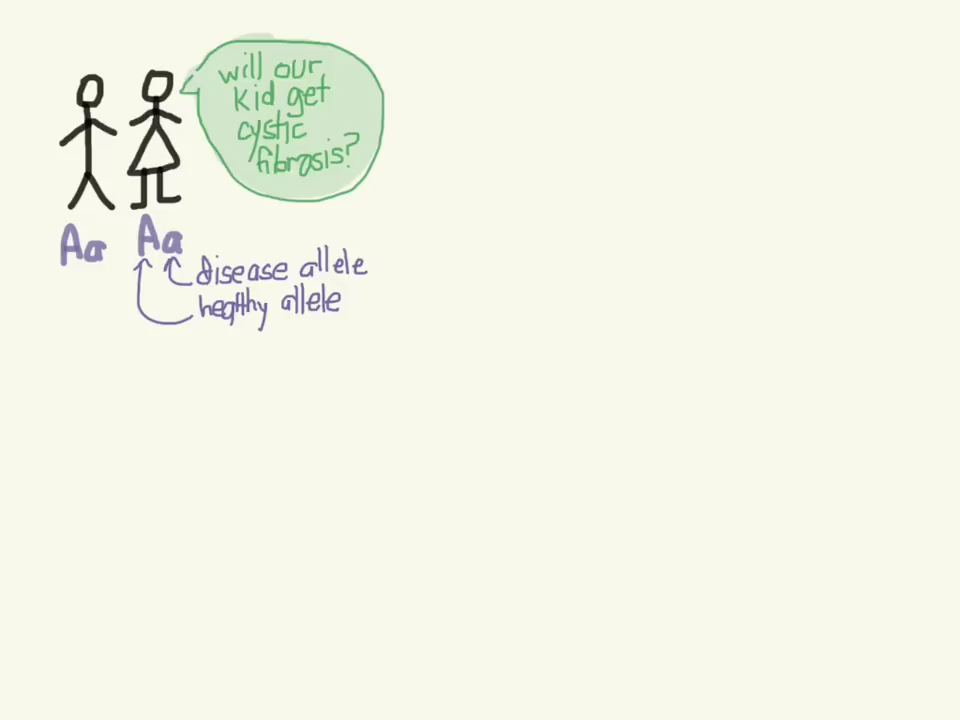 will our
kid get
cystic
fibrosis?
Aa Aa
disease allele
healthy allele